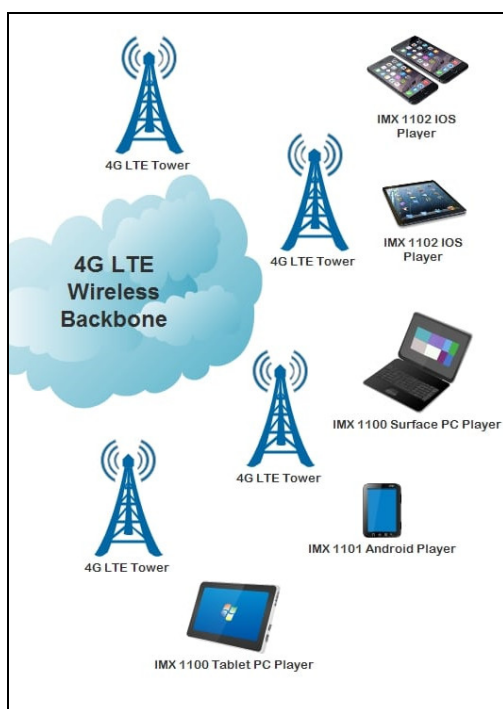 4G LTE Tower
IMX 1102 IOS
Player
4G LTE Tower
IMX 1102 IOS
Player
4G LTE
Wireless
Backbone
IMX 1100 Surface PC Player
4G LTE Tower
IMX 1101 Android Player
4G LTE Tower
IMX 1100 Tablet PC Player